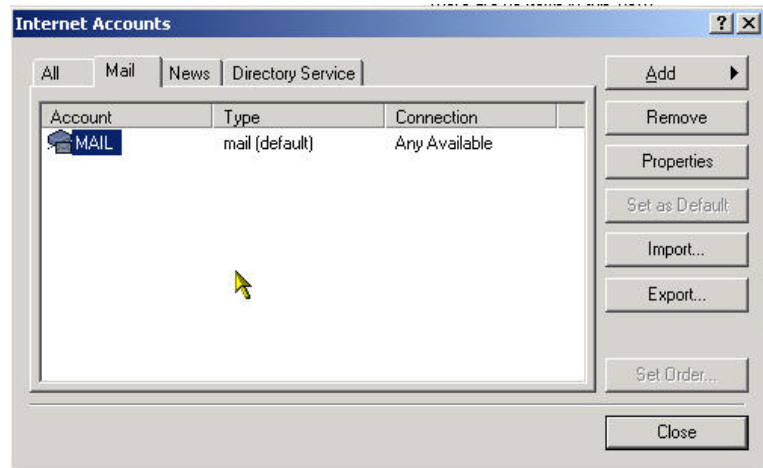 Internet Accounts
All Mail News Directory Service
Add
Account Type Connection
Remove
MAIL mail (default) Any Available
Properties
Set as Default
Import...
Export...
Set Order...
Close